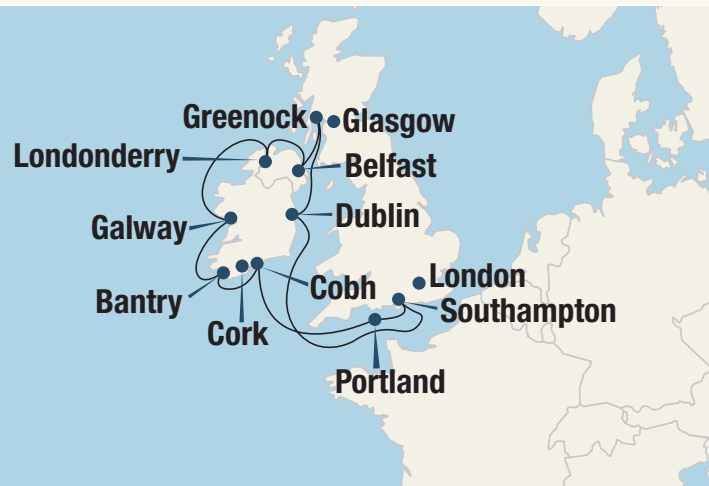 Greenock
Glasgow
Londonderry
Belfast
Galway
Dublin
Bantry
Cobh
London
Cork
Southampton
Portland